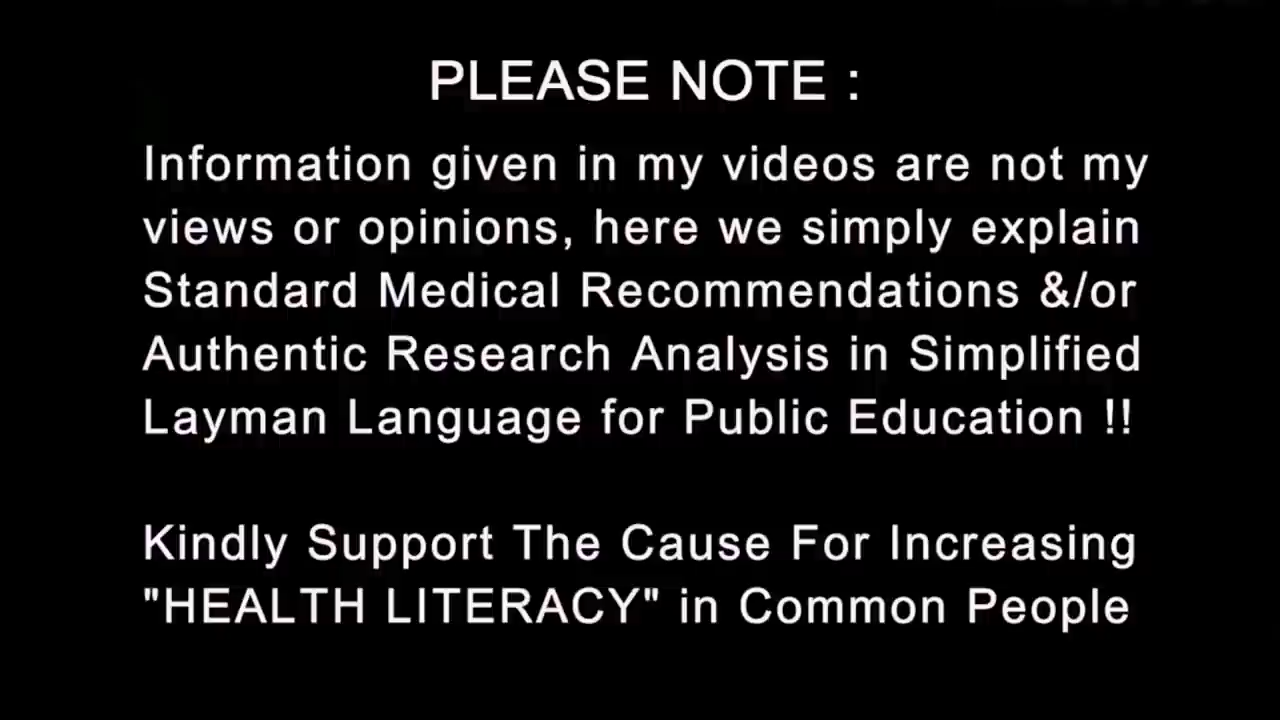 PLEASE NOTE :
Information given in my videos are not my
views or opinions, here we simply explain
Standard Medical Recommendations &/or
Authentic Research Analysis in Simplified
Layman Language for Public Education !!
Kindly Support The Cause For Increasing
"HEALTH LITERACY" in Common People